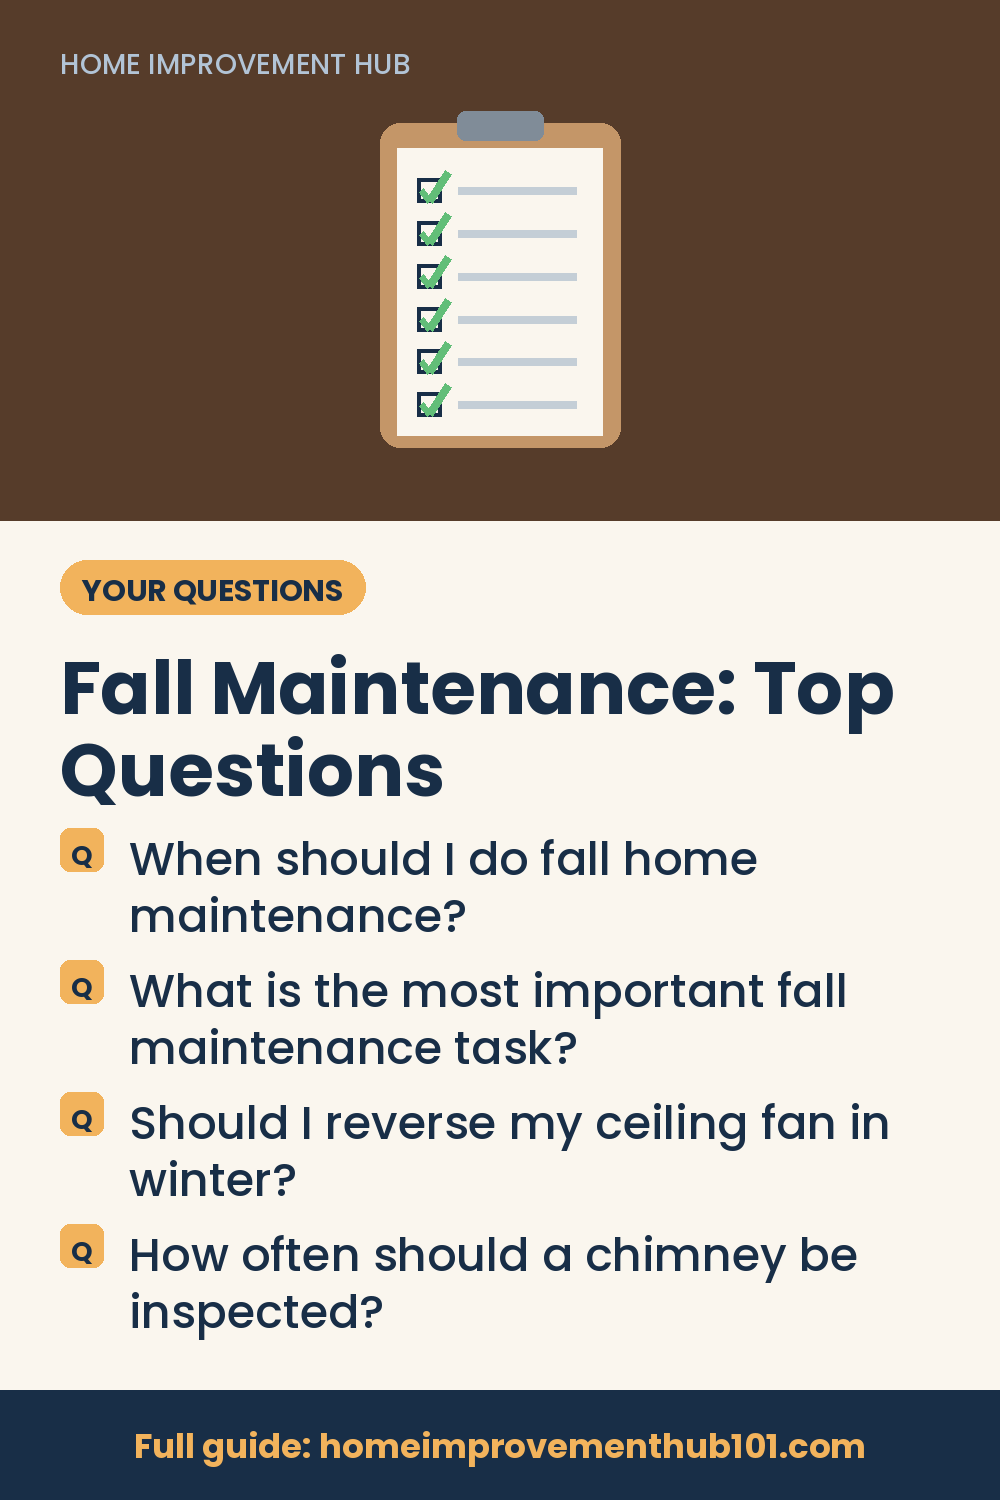 HOME IMPROVEMENT HUB
YOUR QUESTIONS
Fall Maintenance: Top
Questions
Q When should I do fall home
maintenance?
Q What is the most important fall
maintenance task?
Q Should I reverse my ceiling fan in
winter?
Q How often should a chimney be
inspected?
Full guide: homeimprovementhub101.com